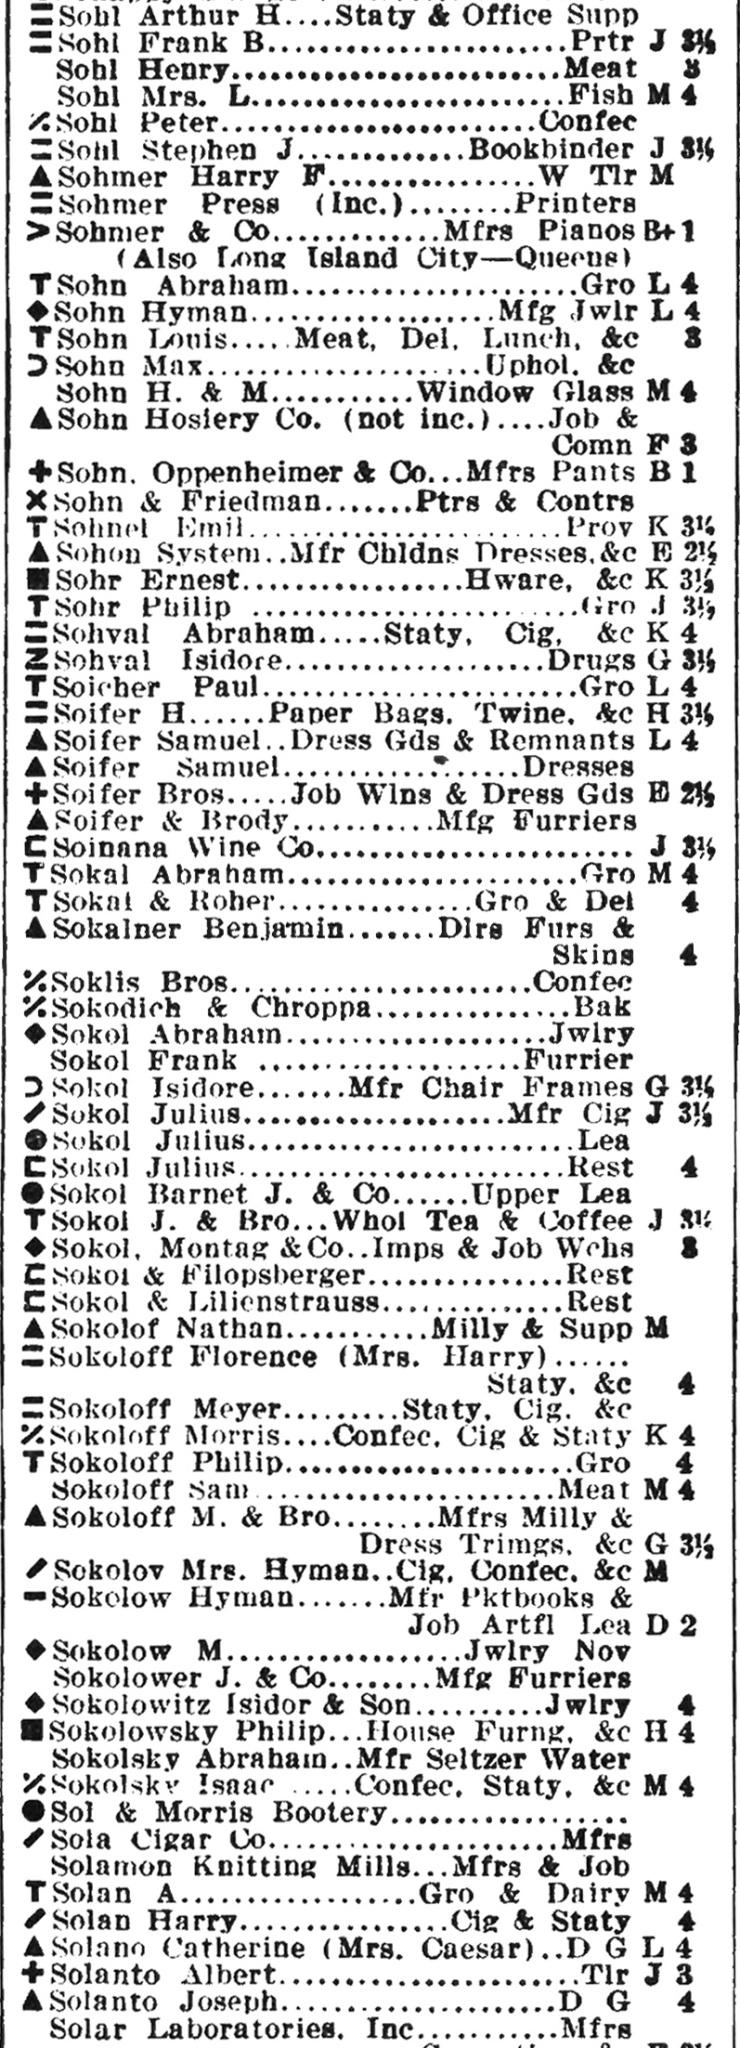 Sohl Arthur H....Staty & Office Supp
Sohl Frank B......................Prtr J 3½
Sohl Henry............................Meat 3
Sohl Mrs. L..........................Fish M 4
Sohl Peter..........................Confec
Sohl Stephen J.............Bookbinder J 3½
Sohmer Harry F................W Tlr M
Sohmer Press (Inc.)........Printers
Sohmer & Co.............Mfrs Pianos B+ 1
(Also Long Island City—Queens)
Sohn Abraham......................Gro L 4
Sohn Hyman.................Mfg Jwlr L 4
Sohn Louis.....Meat, Del, Lunch, &c 3
Sohn Max.....................Uphol, &c
Sohn H. & M...........Window Glass M 4
Sohn Hosiery Co. (not inc.)....Job &
Comn F 3
Sohn, Oppenheimer & Co...Mfrs Pants B 1
Sohn & Friedman.......Ptrs & Contrs
Sohnel Emil........................Prov K 3½
Sohon System..Mfr Chldns Dresses,&c E 2½
Sohr Ernest................Hware, &c K 3½
Sohr Philip .........................Gro J 3½
Sohval Abraham.....Staty, Cig, &c K 4
Sohval Isidore....................Drugs G 3½
Soicher Paul........................Gro L 4
Soifer H......Paper Bags, Twine, &c H 3½
Soifer Samuel..Dress Gds & Remnants L 4
Soifer Samuel..................Dresses
Soifer Bros.....Job Wlns & Dress Gds E 2½
Soifer & Brody...........Mfg Furriers
Soinana Wine Co........................ J 3½
Sokal Abraham......................Gro M 4
Sokal & Roher...............Gro & Del 4
Sokalner Benjamin.......Dlrs Furs &
Skins 4
Soklis Bros.......................Confec
Sokodich & Chroppa...............Bak
Sokol Abraham....................Jwlry
Sokol Frank ....................Furrier
Sokol Isidore.......Mfr Chair Frames G 3½
Sokol Julius....................Mfr Cig J 3½
Sokol Julius.........................Lea
Sokol Julius.........................Rest 4
Sokol Barnet J. & Co......Upper Lea
Sokol J. & Bro...Whol Tea & Coffee J 3½
Sokol, Montag &Co..Imps & Job Wchs 3
Sokol & Filopsberger...............Rest
Sokol & Lilienstrauss..............Rest
Sokolof Nathan...........Milly & Supp M
Sokoloff Florence (Mrs. Harry)......
Staty, &c 4
Sokoloff Meyer.........Staty, Cig, &c
Sokoloff Morris....Confec, Cig & Staty K 4
Sokoloff Philip......................Gro 4
Sokoloff Sam.......................Meat M 4
Sokoloff M. & Bro........Mfrs Milly &
Dress Trimgs, &c G 3½
Sokolov Mrs. Hyman..Cig, Confec, &c M
Sokolow Hyman.......Mfr Pktbooks &
Job Artfl Lea D 2
Sokolow M..................Jwlry Nov
Sokolower J. & Co........Mfg Furriers
Sokolowitz Isidor & Son..........Jwlry 4
Sokolowsky Philip...House Furng, &c H 4
Sokolsky Abraham..Mfr Seltzer Water
Sokolsky Isaac .....Confec, Staty, &c M 4
Sol & Morris Bootery..................
Sola Cigar Co......................Mfrs
Solamon Knitting Mills...Mfrs & Job
Solan A..................Gro & Dairy M 4
Solan Harry................Cig & Staty 4
Solano Catherine (Mrs. Caesar)..D G L 4
Solanto Albert.......................Tlr J 3
Solanto Joseph.....................D G 4
Solar Laboratories, Inc..........Mfrs